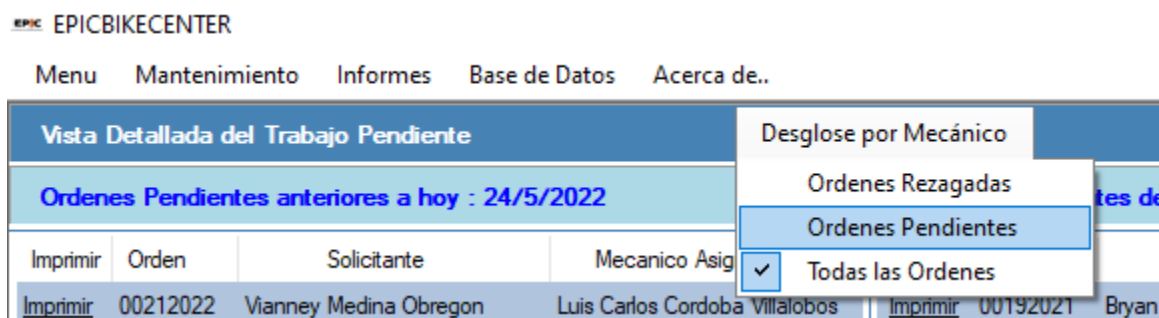 EPIC EPICBIKECENTER
Menu Mantenimiento Informes Base de Datos Acerca de..
Vista Detallada del Trabajo Pendiente
Desglose por Mecánico
Ordenes Rezagadas
Ordenes Pendientes
Todas las Ordenes
Ordenes Pendientes anteriores a hoy : 24/5/2022
Imprimir Orden Solicitante Mecanico Asig
Imprimir 00212022 Vianney Medina Obregon Luis Carlos Cordoba Villalobos Imprimir 00192021 Bryan